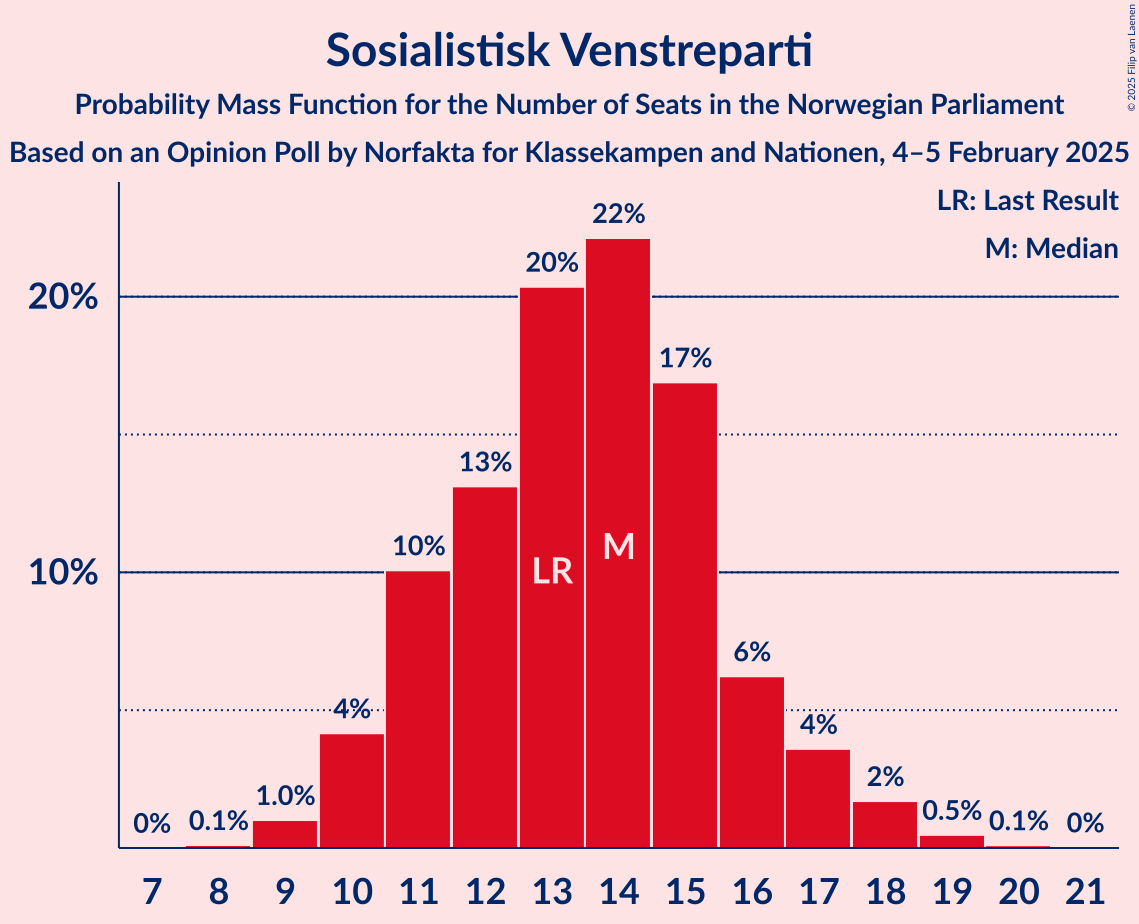 Sosialistisk Venstreparti
Probability Mass Function for the Number of Seats in the Norwegian Parliament
Based on an Opinion Poll by Norfakta for Klassekampen and Nationen, 4–5 February 2025
© 2025 Filip van Laenen
LR: Last Result
M: Median
20%
10%
0%
0.1%
1.0%
4%
10%
13%
20%
22%
17%
6%
4%
2%
0.5%
0.1%
0%
LR
M
7 8 9 10 11 12 13 14 15 16 17 18 19 20 21